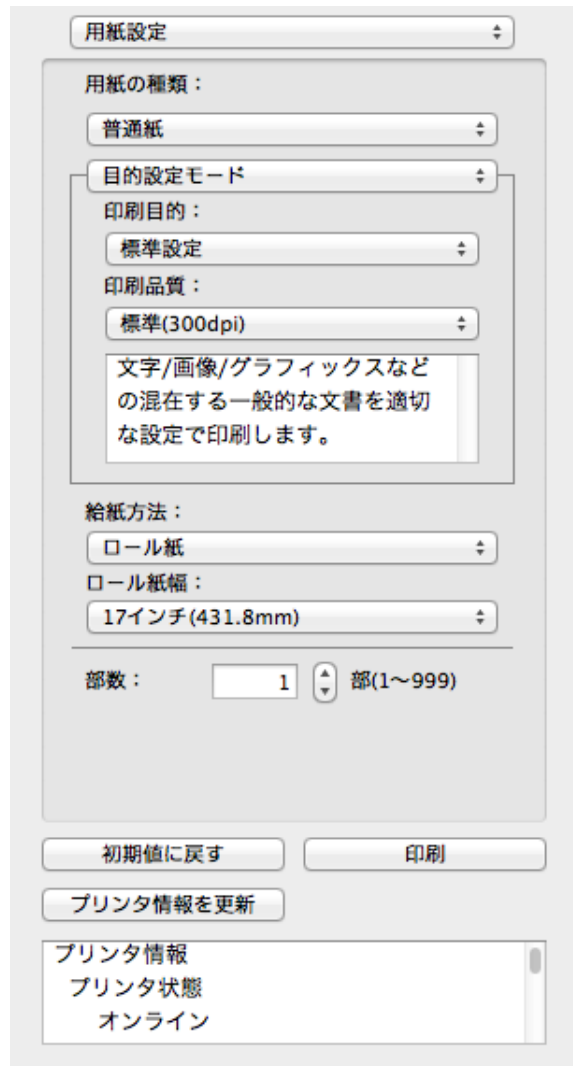 用紙設定
用紙の種類：
普通紙
目的設定モード
印刷目的：
標準設定
印刷品質：
標準(300dpi)
文字/画像/グラフィックスなど
の混在する一般的な文書を適切
な設定で印刷します。
給紙方法：
ロール紙
ロール紙幅：
17インチ(431.8mm)
部数： 1 部(1〜999)
初期値に戻す 印刷
プリンタ情報を更新
プリンタ情報
プリンタ状態
オンライン